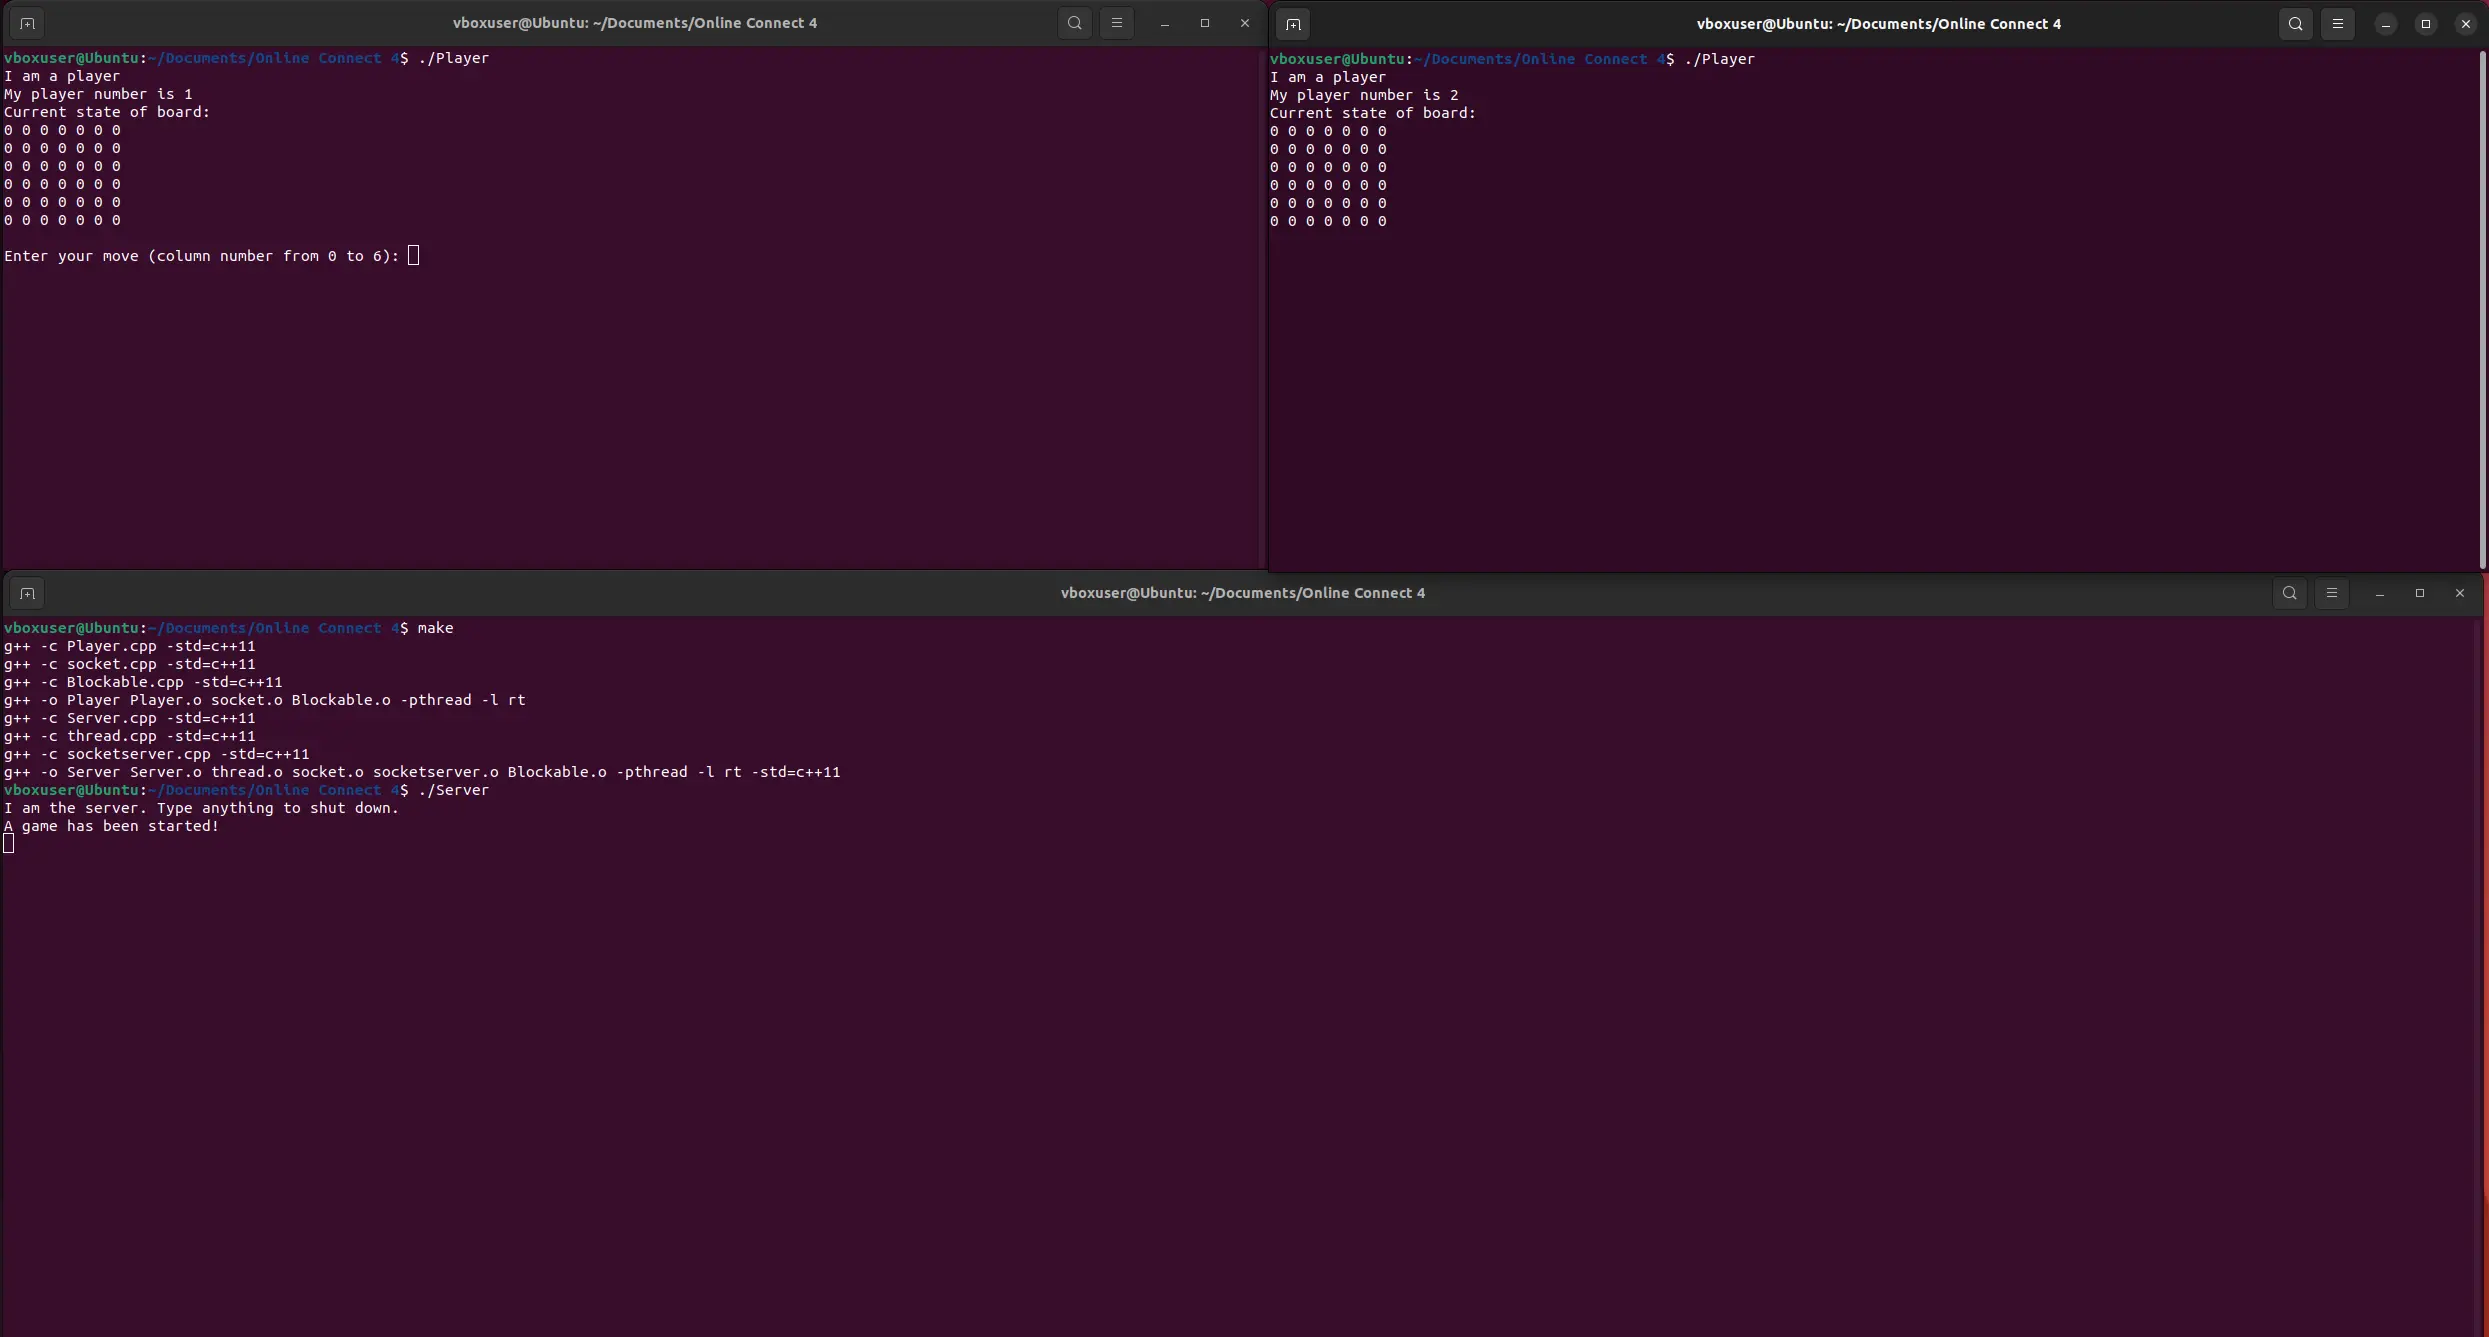 vboxuser@Ubuntu: ~/Documents/Online Connect 4
vboxuser@Ubuntu:~/Documents/Online Connect 4$ ./Player
I am a player
My player number is 1
Current state of board:
0 0 0 0 0 0 0
0 0 0 0 0 0 0
0 0 0 0 0 0 0
0 0 0 0 0 0 0
0 0 0 0 0 0 0
0 0 0 0 0 0 0
Enter your move (column number from 0 to 6):
vboxuser@Ubuntu: ~/Documents/Online Connect 4
vboxuser@Ubuntu:~/Documents/Online Connect 4$ ./Player
I am a player
My player number is 2
Current state of board:
0 0 0 0 0 0 0
0 0 0 0 0 0 0
0 0 0 0 0 0 0
0 0 0 0 0 0 0
0 0 0 0 0 0 0
0 0 0 0 0 0 0
vboxuser@Ubuntu: ~/Documents/Online Connect 4
vboxuser@Ubuntu:~/Documents/Online Connect 4$ make
g++ -c Player.cpp -std=c++11
g++ -c socket.cpp -std=c++11
g++ -c Blockable.cpp -std=c++11
g++ -o Player Player.o socket.o Blockable.o -pthread -l rt
g++ -c Server.cpp -std=c++11
g++ -c thread.cpp -std=c++11
g++ -c socketserver.cpp -std=c++11
g++ -o Server Server.o thread.o socket.o socketserver.o Blockable.o -pthread -l rt -std=c++11
vboxuser@Ubuntu:~/Documents/Online Connect 4$ ./Server
I am the server. Type anything to shut down.
A game has been started!